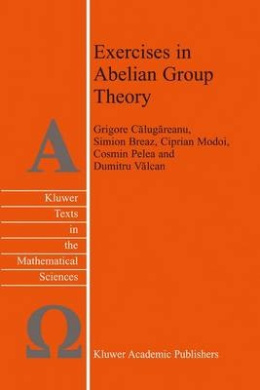 Exercises in
Abelian Group
Theory
Grigore Călugăreanu,
Simion Breaz, Ciprian Modoi,
Cosmin Pelea and
Dumitru Vălcan
A
Kluwer
Texts
in
the
Mathematical
Sciences
Ω
Kluwer Academic Publishers